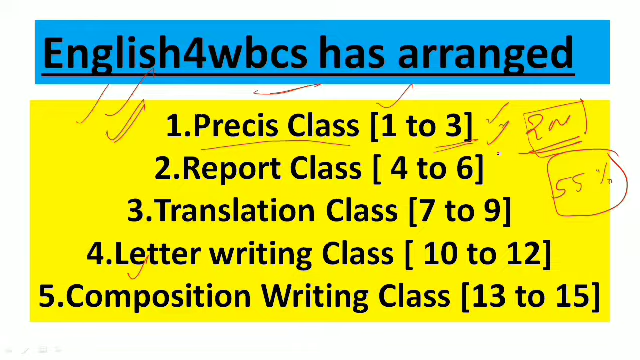 English4wbcs has arranged
1.Precis Class [1 to 3]
2.Report Class [ 4 to 6]
3.Translation Class [7 to 9]
4.Letter writing Class [ 10 to 12]
5.Composition Writing Class [13 to 15]
55 %